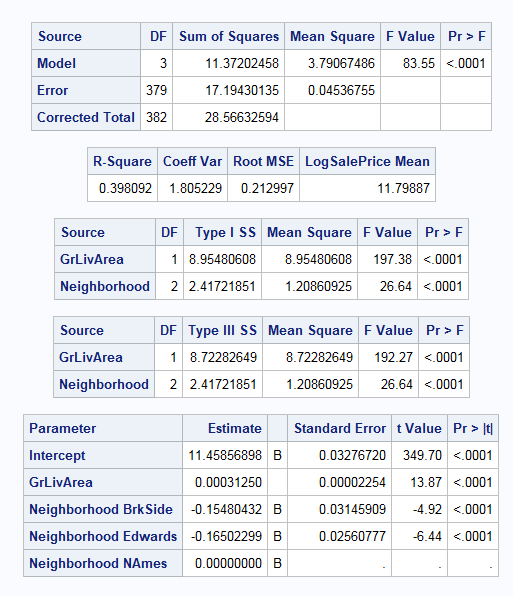 Source DF Sum of Squares Mean Square F Value Pr > F
Model 3 11.37202458 3.79067486 83.55 <.0001
Error 379 17.19430135 0.04536755
Corrected Total 382 28.56632594
R-Square Coeff Var Root MSE LogSalePrice Mean
0.398092 1.805229 0.212997 11.79887
Source DF Type I SS Mean Square F Value Pr > F
GrLivArea 1 8.95480608 8.95480608 197.38 <.0001
Neighborhood 2 2.41721851 1.20860925 26.64 <.0001
Source DF Type III SS Mean Square F Value Pr > F
GrLivArea 1 8.72282649 8.72282649 192.27 <.0001
Neighborhood 2 2.41721851 1.20860925 26.64 <.0001
Parameter Estimate Standard Error t Value Pr > |t|
Intercept 11.45856898 B 0.03276720 349.70 <.0001
GrLivArea 0.00031250 0.00002254 13.87 <.0001
Neighborhood BrkSide -0.15480432 B 0.03145909 -4.92 <.0001
Neighborhood Edwards -0.16502299 B 0.02560777 -6.44 <.0001
Neighborhood NAmes 0.00000000 B . . .